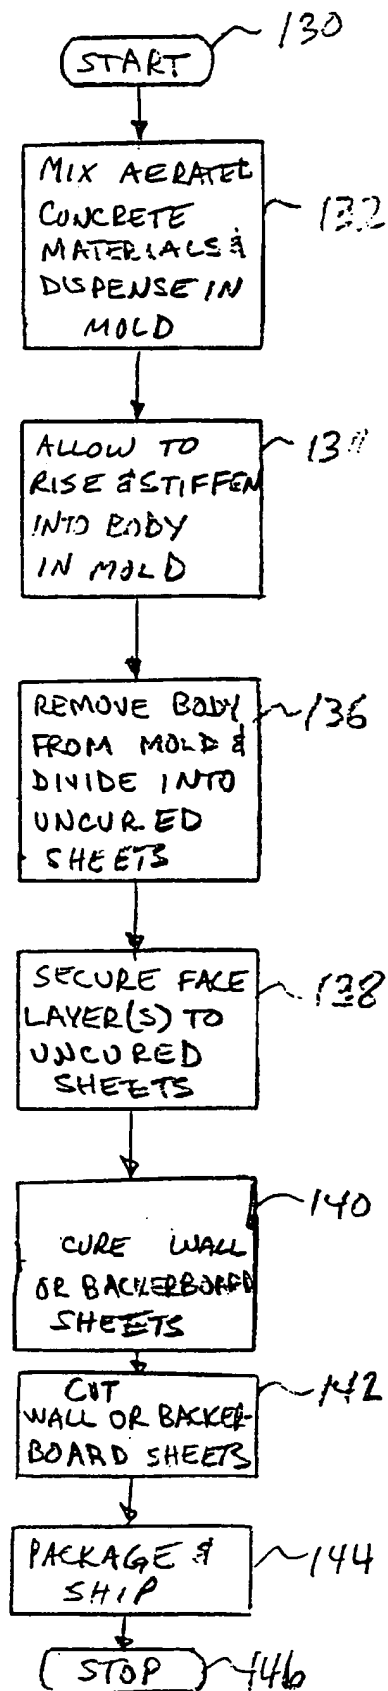 130
START
MIX AERATED
CONCRETE
MATERIALS &
DISPENSE IN
MOLD
132
ALLOW TO
RISE & STIFFEN
INTO BODY
IN MOLD
REMOVE BODY
FROM MOLD &
DIVIDE INTO
UNCURED
SHEETS
136
SECURE FACE
LAYER(S) TO
UNCURED
SHEETS
138
CURE WALL
OR BACKERBOARD
SHEETS
140
CUT
WALL OR BACKER-
BOARD SHEETS
142
PACKAGE &
SHIP
144
STOP
146